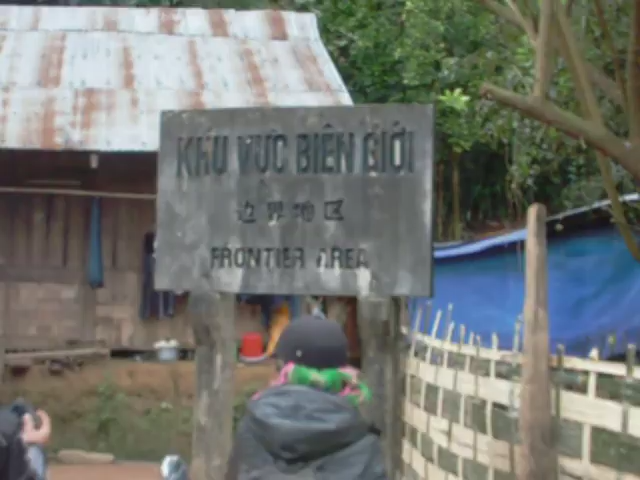 KHU VỰC BIÊN GIỚI
边界地区
FRONTIER AREA